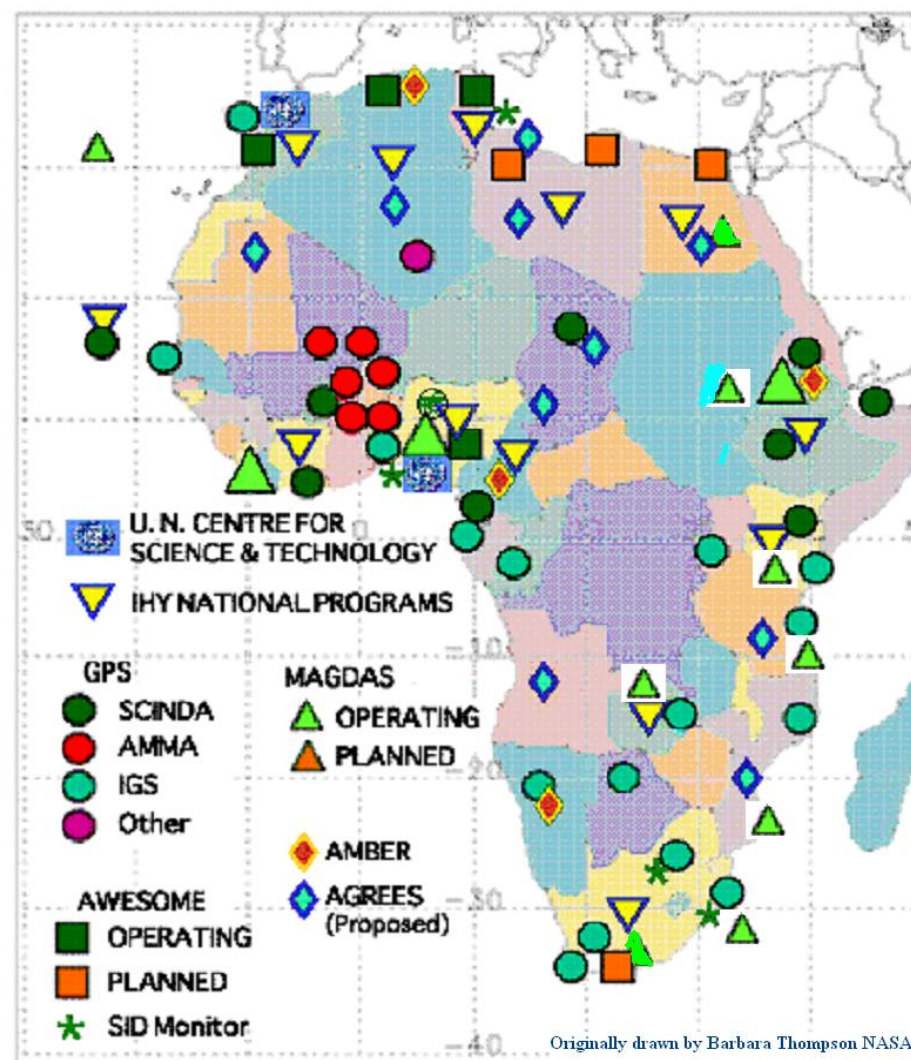 U. N. CENTRE FOR
SCIENCE & TECHNOLOGY
IHY NATIONAL PROGRAMS
GPS
SCINDA
AMMA
IGS
Other
MAGDAS
OPERATING
PLANNED
AMBER
AGREES
(Proposed)
AWESOME
OPERATING
PLANNED
SID Monitor
0
-10
-20
-30
-40
Originally drawn by Barbara Thompson NASA